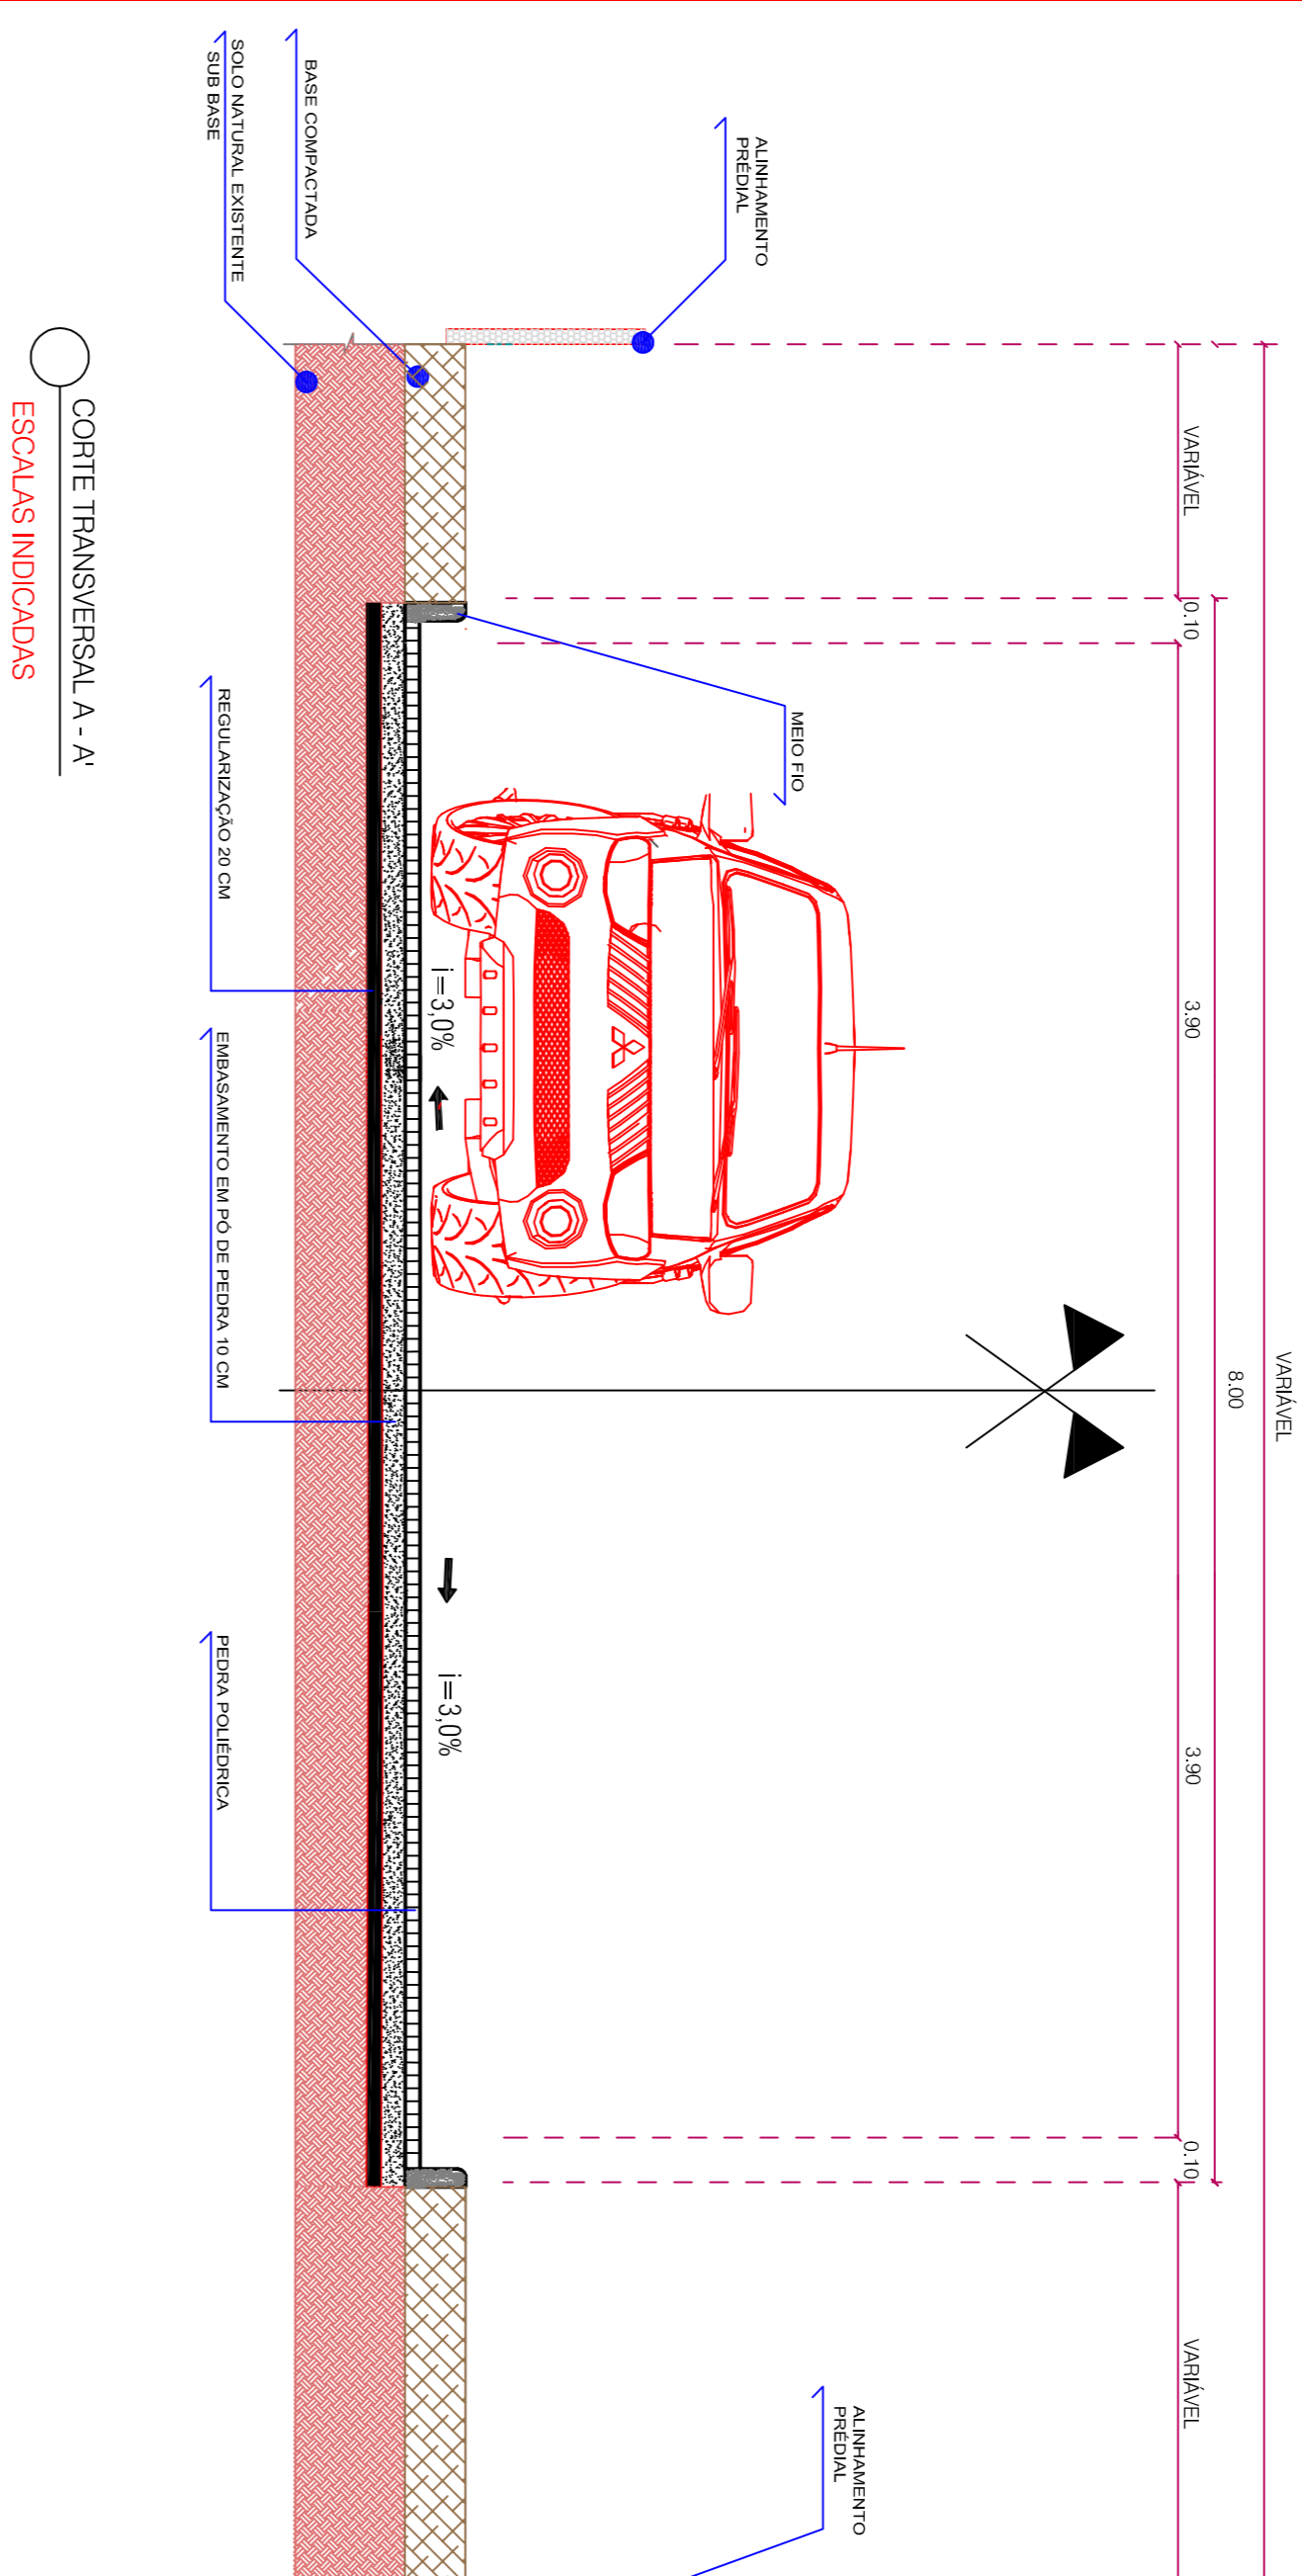 VARIÁVEL
8.00
VARIÁVEL
0.10
3.90
3.90
0.10
VARIÁVEL
ALINHAMENTO
PRÉDIAL
MEIO FIO
ALINHAMENTO
PRÉDIAL
i=3,0%
i=3,0%
BASE COMPACTADA
SOLO NATURAL EXISTENTE
SUB BASE
REGULARIZAÇÃO 20 CM
EMBASAMENTO EM PÓ DE PEDRA 10 CM
PEDRA POLIÉDRICA
CORTE TRANSVERSAL A - A'
ESCALAS INDICADAS